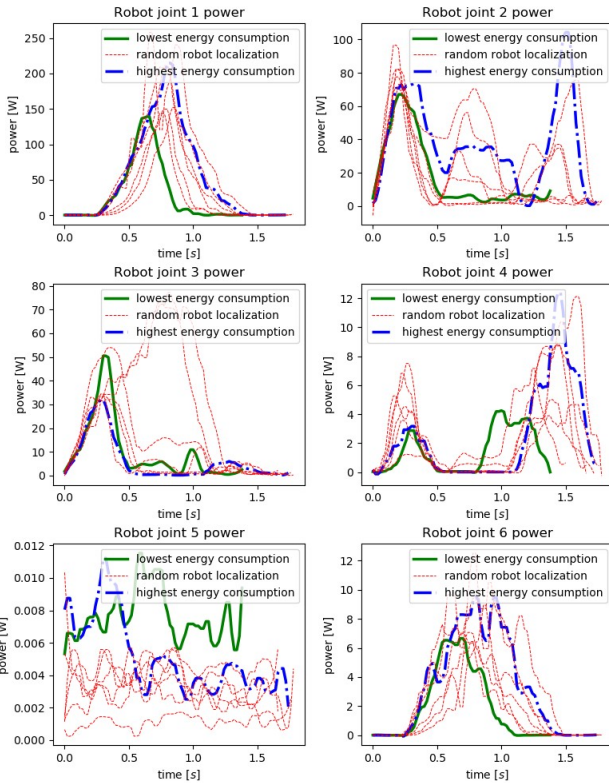 Robot joint 1 power
power [W]
250
200
150
100
50
0
lowest energy consumption
random robot localization
highest energy consumption
0.0 0.5 1.0 1.5
time [s]
Robot joint 2 power
power [W]
100
80
60
40
20
0
lowest energy consumption
random robot localization
highest energy consumption
0.0 0.5 1.0 1.5
time [s]
Robot joint 3 power
power [W]
80
70
60
50
40
30
20
10
0
lowest energy consumption
random robot localization
highest energy consumption
0.0 0.5 1.0 1.5
time [s]
Robot joint 4 power
power [W]
12
10
8
6
4
2
0
lowest energy consumption
random robot localization
highest energy consumption
0.0 0.5 1.0 1.5
time [s]
Robot joint 5 power
power [W]
0.012
0.010
0.008
0.006
0.004
0.002
0.000
lowest energy consumption
random robot localization
highest energy consumption
0.0 0.5 1.0 1.5
time [s]
Robot joint 6 power
power [W]
12
10
8
6
4
2
0
lowest energy consumption
random robot localization
highest energy consumption
0.0 0.5 1.0 1.5
time [s]